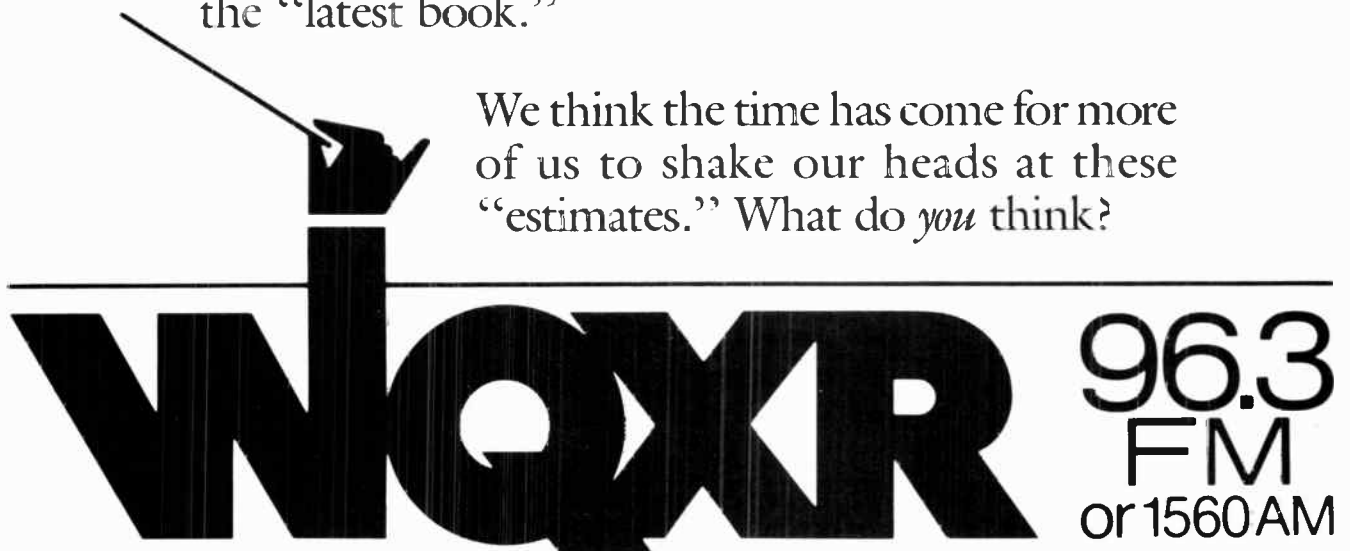 the “latest book.”
We think the time has come for more
of us to shake our heads at these
“estimates.” What do you think?
WQXR
96.3
FM
or 1560 AM